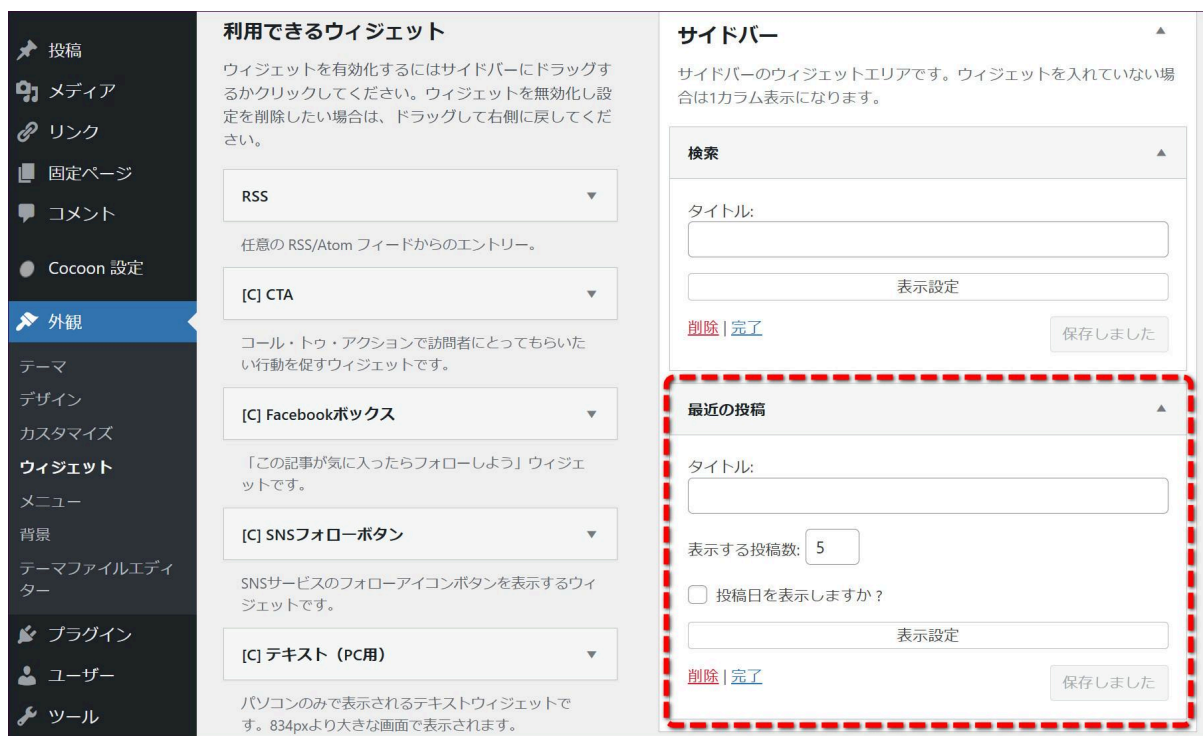 投稿
メディア
リンク
固定ページ
コメント
Cocoon 設定
外観
テーマ
デザイン
カスタマイズ
ウィジェット
メニュー
背景
テーマファイルエディ
ター
プラグイン
ユーザー
ツール
利用できるウィジェット
ウィジェットを有効化するにはサイドバーにドラッグす
るかクリックしてください。ウィジェットを無効化し設
定を削除したい場合は、ドラッグして右側に戻してくだ
さい。
RSS
任意の RSS/Atom フィードからのエントリー。
[C] CTA
コール・トゥ・アクションで訪問者にとってもらいた
い行動を促すウィジェットです。
[C] Facebookボックス
「この記事が気に入ったらフォローしよう」ウィジェ
ットです。
[C] SNSフォローボタン
SNSサービスのフォローアイコンボタンを表示するウィ
ジェットです。
[C] テキスト（PC用）
パソコンのみで表示されるテキストウィジェットで
す。834pxより大きな画面で表示されます。
サイドバー
サイドバーのウィジェットエリアです。ウィジェットを入れていない場
合は1カラム表示になります。
検索
タイトル:
表示設定
削除 | 完了
保存しました
最近の投稿
タイトル:
表示する投稿数: 5
投稿日を表示しますか ?
表示設定
削除 | 完了
保存しました